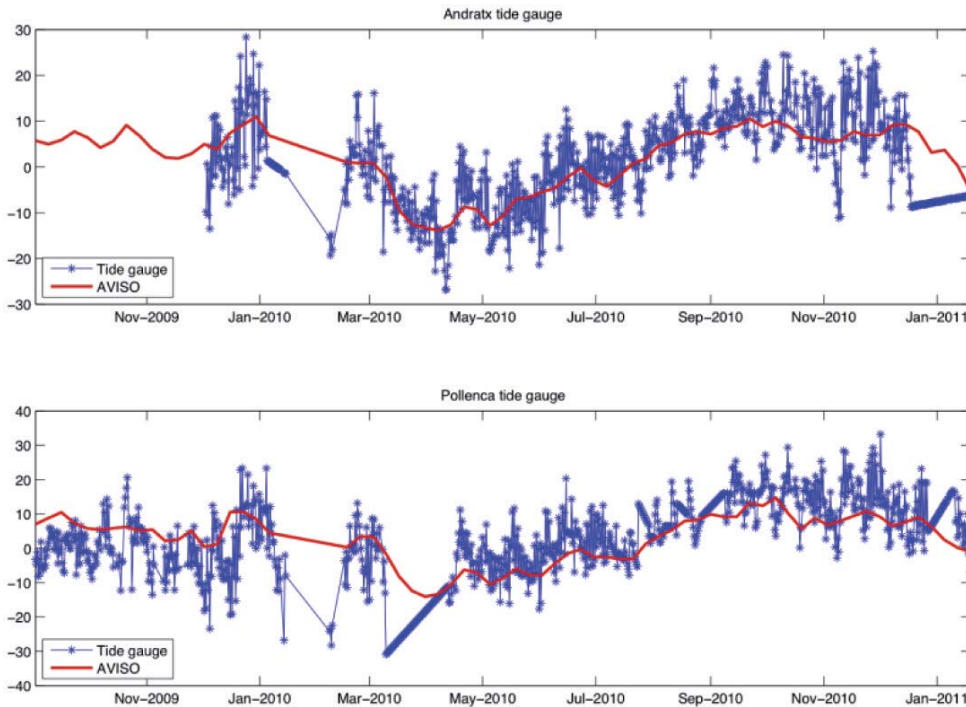 Andratx tide gauge
30
20
10
0
−10
−20
−30
Tide gauge
AVISO
Nov−2009 Jan−2010 Mar−2010 May−2010 Jul−2010 Sep−2010 Nov−2010 Jan−2011
Pollenca tide gauge
40
30
20
10
0
−10
−20
−30
−40
Tide gauge
AVISO
Nov−2009 Jan−2010 Mar−2010 May−2010 Jul−2010 Sep−2010 Nov−2010 Jan−2011